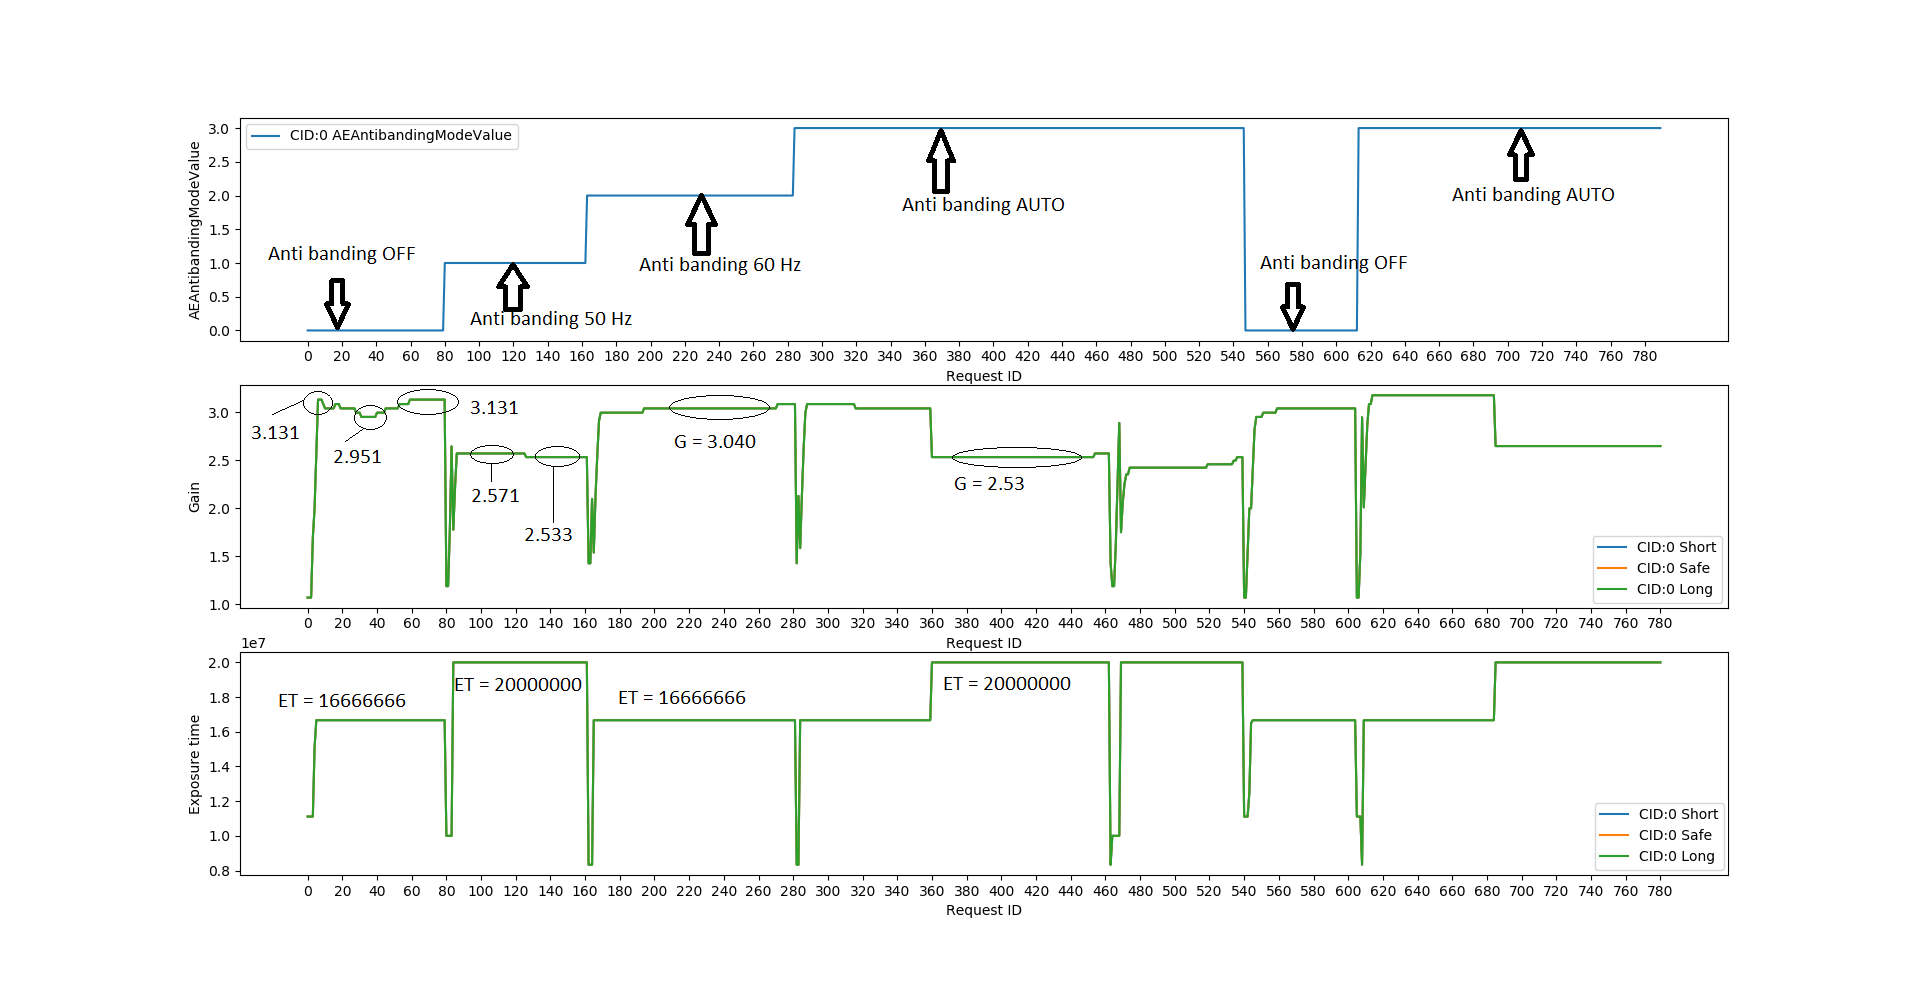 CID:0 AEAntibandingModeValue
AEAntibandingModeValue
3.0
2.5
2.0
1.5
1.0
0.5
0.0
Anti banding OFF
Anti banding 50 Hz
Anti banding 60 Hz
Anti banding AUTO
Anti banding OFF
Anti banding AUTO
0 20 40 60 80 100 120 140 160 180 200 220 240 260 280 300 320 340 360 380 400 420 440 460 480 500 520 540 560 580 600 620 640 660 680 700 720 740 760 780
Request ID
Gain
3.0
2.5
2.0
1.5
1.0
3.131
2.951
3.131
2.571
2.533
G = 3.040
G = 2.53
CID:0 Short
CID:0 Safe
CID:0 Long
0 20 40 60 80 100 120 140 160 180 200 220 240 260 280 300 320 340 360 380 400 420 440 460 480 500 520 540 560 580 600 620 640 660 680 700 720 740 760 780
Request ID
1e7
Exposure time
2.0
1.8
1.6
1.4
1.2
1.0
0.8
ET = 16666666
ET = 20000000
ET = 16666666
ET = 20000000
CID:0 Short
CID:0 Safe
CID:0 Long
0 20 40 60 80 100 120 140 160 180 200 220 240 260 280 300 320 340 360 380 400 420 440 460 480 500 520 540 560 580 600 620 640 660 680 700 720 740 760 780
Request ID